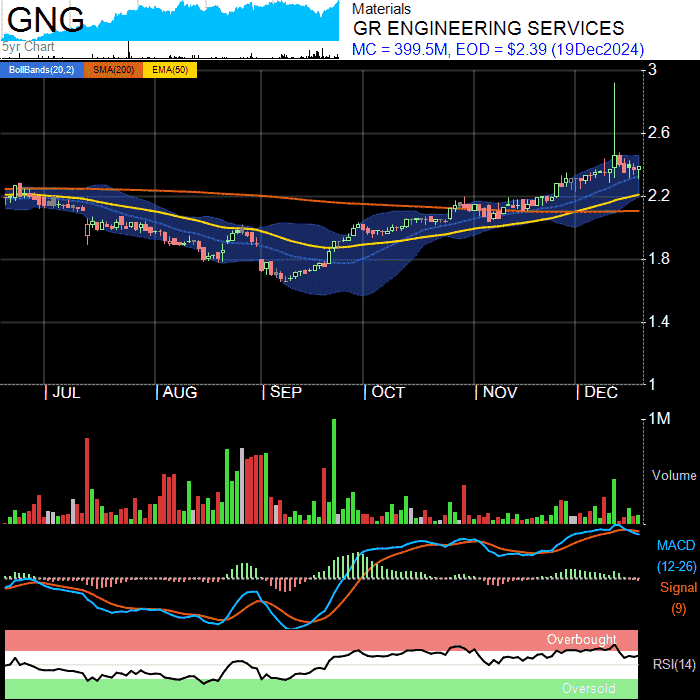 GNG
5yr Chart
Materials
GR ENGINEERING SERVICES
MC = 399.5M, EOD = $2.39 (19Dec2024)
BollBands(20,2) SMA(200) EMA(50)
3
2.6
2.2
1.8
1.4
1
| JUL | AUG | SEP | OCT | NOV | DEC
1M
Volume
MACD
(12-26)
Signal
(9)
Overbought
RSI(14)
Oversold